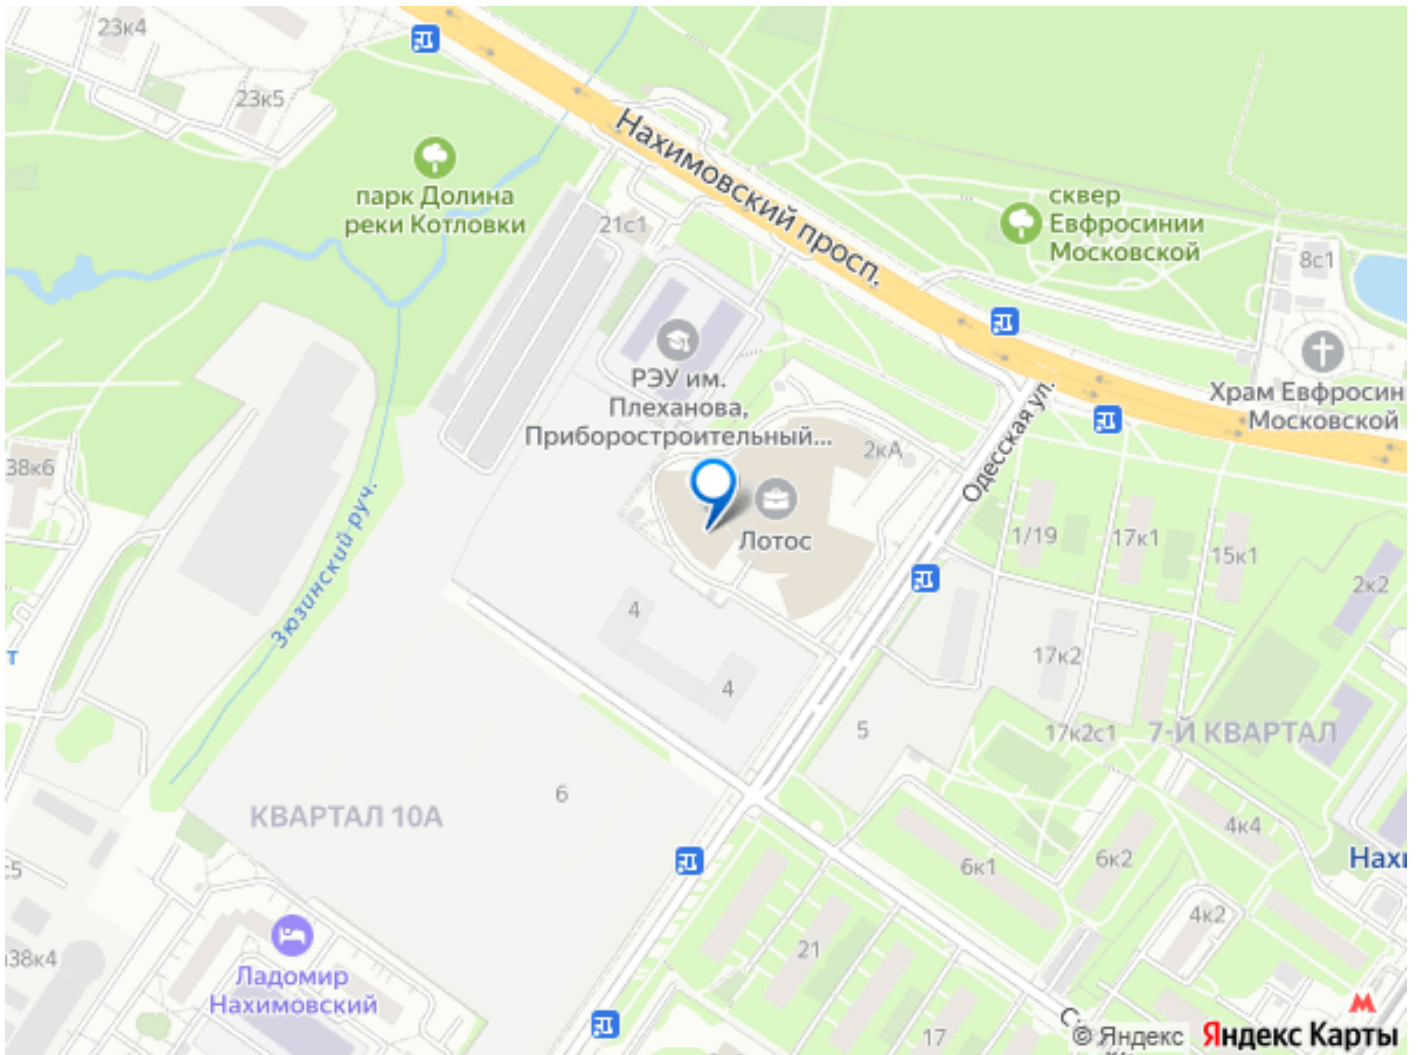 23к4
23к5
Нахимовский просп.
парк Долина
реки Котловки
21с1
сквер
Евфросинии
Московской
8с1
РЭУ им.
Плеханова,
Приборостроительный...
Храм Евфросин
Московской
2кА
Одесская ул.
38к6
Зюзинский руч.
Лотос
1/19
17к1
15к1
2к2
4
т
17к2
4
5
17к2с1
7-Й КВАРТАЛ
6
КВАРТАЛ 10А
4к4
Нахи
6к1
6к2
4к2
38к4
21
Ладомир
Нахимовский
17
© Яндекс
Яндекс Карты